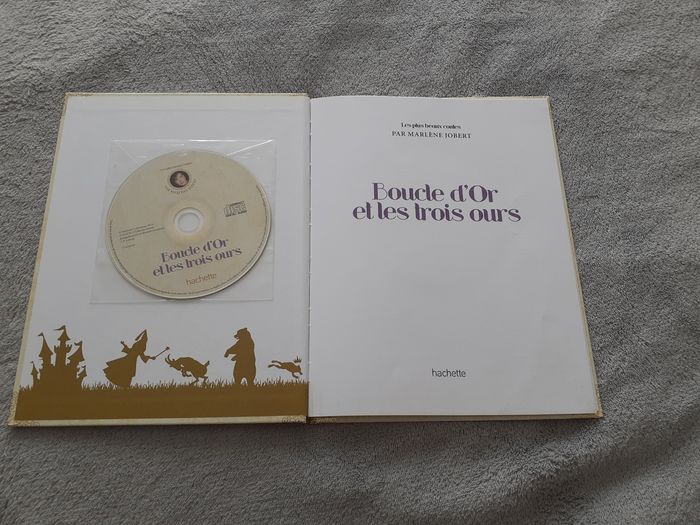 Boucle d'Or
et les trois ours
hachette
Les plus beaux contes
PAR MARLÈNE JOBERT
Boucle d'Or
et les trois ours
hachette